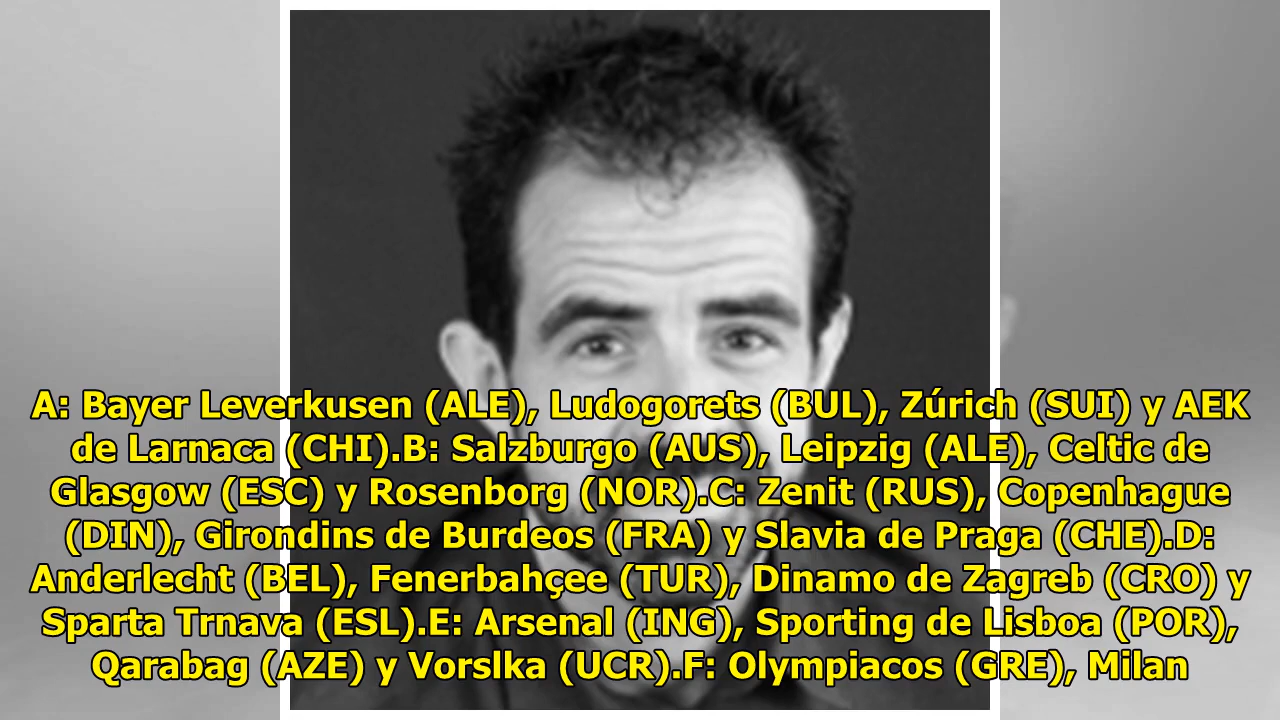 A: Bayer Leverkusen (ALE), Ludogorets (BUL), Zúrich (SUI) y AEK
de Larnaca (CHI).B: Salzburgo (AUS), Leipzig (ALE), Celtic de
Glasgow (ESC) y Rosenborg (NOR).C: Zenit (RUS), Copenhague
(DIN), Girondins de Burdeos (FRA) y Slavia de Praga (CHE).D:
Anderlecht (BEL), Fenerbahçee (TUR), Dinamo de Zagreb (CRO) y
Sparta Trnava (ESL).E: Arsenal (ING), Sporting de Lisboa (POR),
Qarabag (AZE) y Vorslka (UCR).F: Olympiacos (GRE), Milan